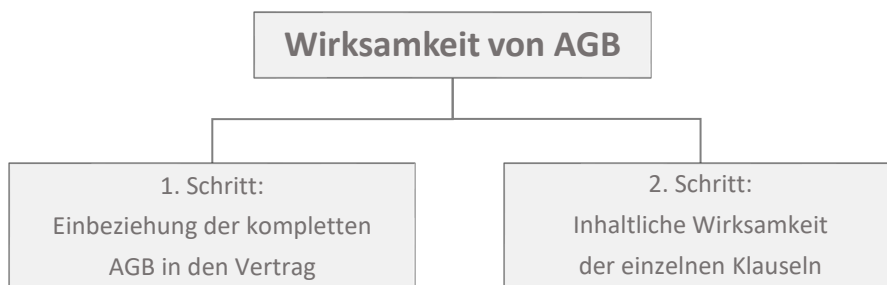 Wirksamkeit von AGB
1. Schritt:
Einbeziehung der kompletten
AGB in den Vertrag
2. Schritt:
Inhaltliche Wirksamkeit
der einzelnen Klauseln